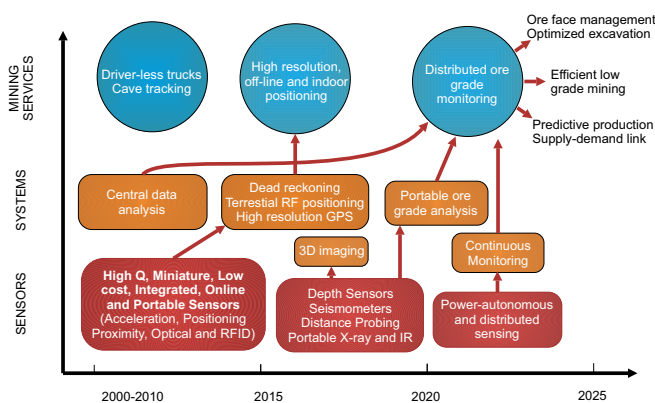 MINING
SERVICES
Driver-less trucks
Cave tracking
High resolution,
off-line and indoor
positioning
Distributed ore
grade
monitoring
Ore face management
Optimized excavation
Efficient low
grade mining
Predictive production
Supply-demand link
SYSTEMS
Central data
analysis
Dead reckoning
Terrestrial RF positioning
High resolution GPS
Portable ore
grade analysis
3D imaging
Continuous
Monitoring
SENSORS
High Q, Miniature, Low
cost, Integrated, Online
and Portable Sensors
(Acceleration, Positioning
Proximity, Optical and RFID)
Depth Sensors
Seismometers
Distance Probing
Portable X-ray and IR
Power-autonomous
and distributed
sensing
2000-2010
2015
2020
2025